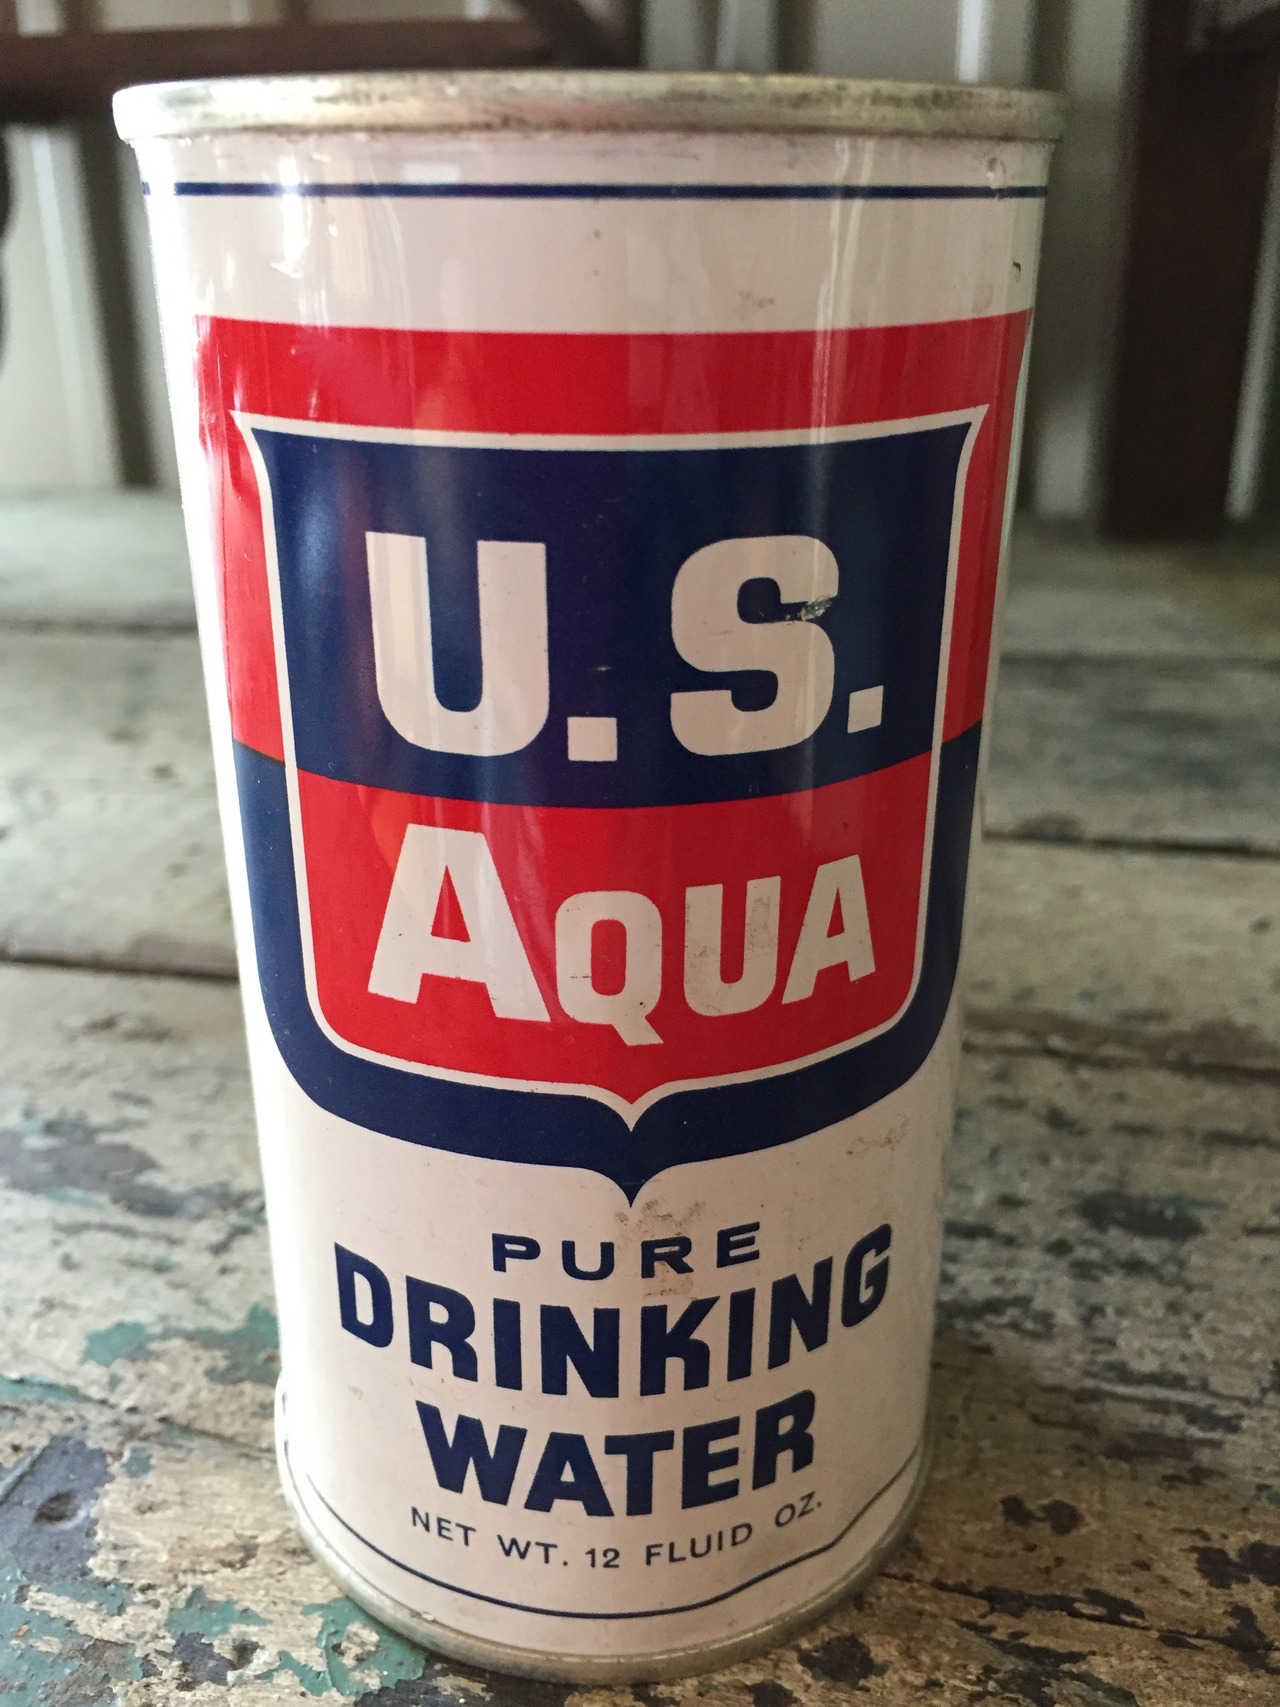 U.S.
AQUA
PURE
DRINKING
WATER
NET WT. 12 FLUID OZ.